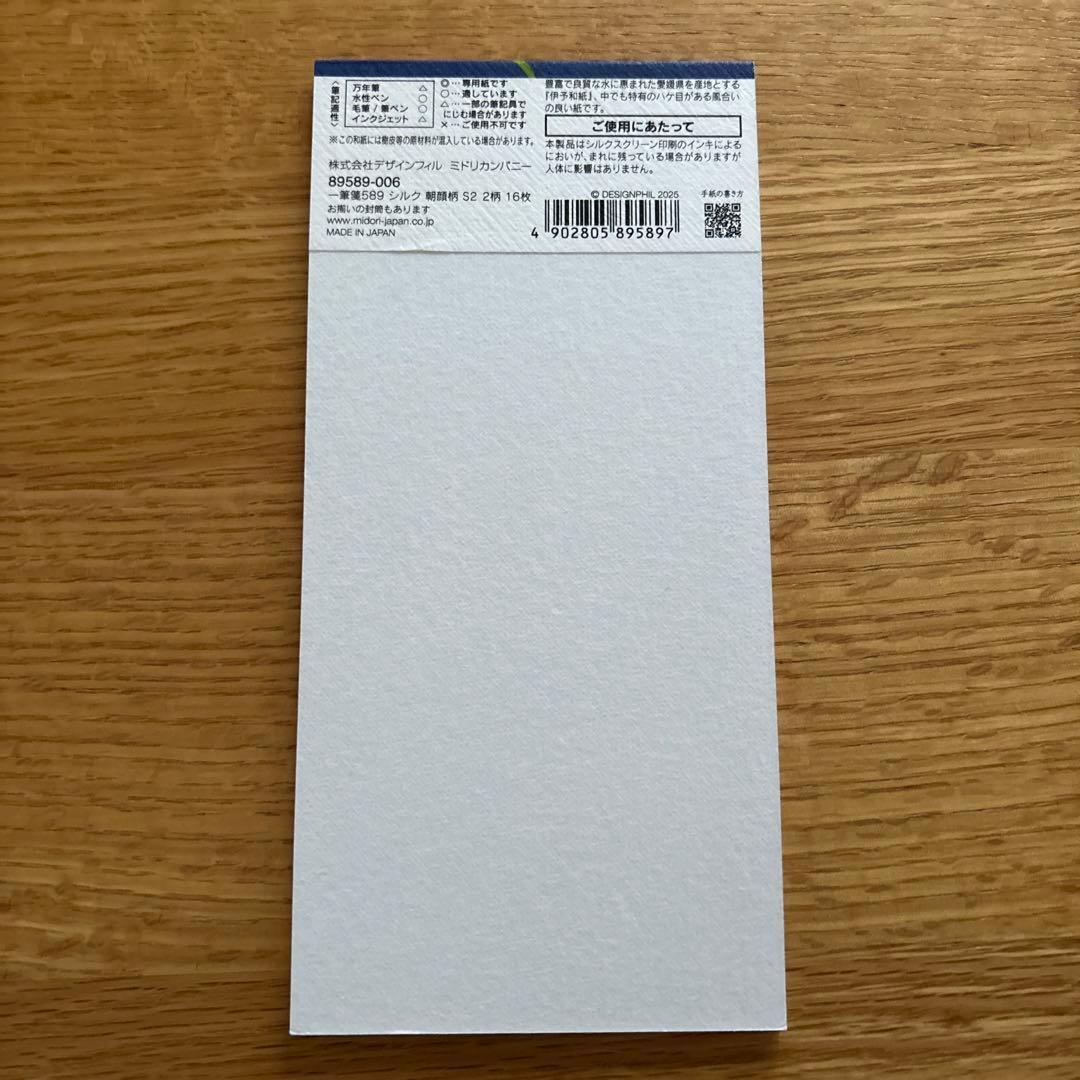 〈筆記適性〉
万年筆 △
水性ペン ○
毛筆/筆ペン ○
インクジェット △
◎…専用紙です
○…適しています
△…一部の筆記具で
にじむ場合があります
×…ご使用不可です
※この和紙には樹皮等の原材料が混入している場合があります。
株式会社デザインフィル ミドリカンパニー
89589-006
一筆箋589 シルク 朝顔柄 S2 2柄 16枚
お揃いの封筒もあります
www.midori-japan.co.jp
MADE IN JAPAN
豊富で良質な水に恵まれた愛媛県を産地とする
『伊予和紙』、中でも特有のハケ目がある風合い
の良い紙です。
ご使用にあたって
本製品はシルクスクリーン印刷のインキによる
においが、まれに残っている場合がありますが
人体に影響はありません。
© DESIGNPHIL 2025
4 902805 895897
手紙の書き方